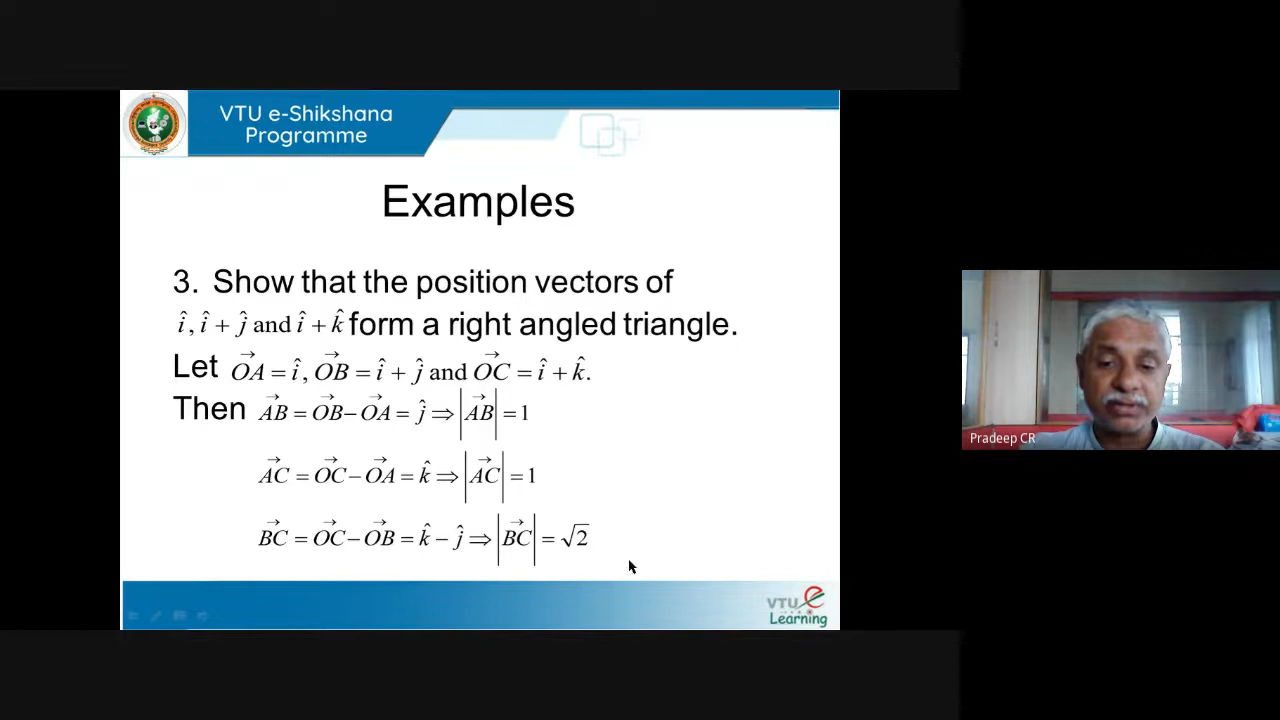 VTU e-Shikshana
Programme
Examples
3. Show that the position vectors of
î, î + ĵ and î + k̂ form a right angled triangle.
Let →OA = î, →OB = î + ĵ and →OC = î + k̂.
Then →AB = →OB − →OA = ĵ ⇒ |→AB| = 1
→AC = →OC − →OA = k̂ ⇒ |→AC| = 1
→BC = →OC − →OB = k̂ − ĵ ⇒ |→BC| = √2
Pradeep CR
VTU e
Learning